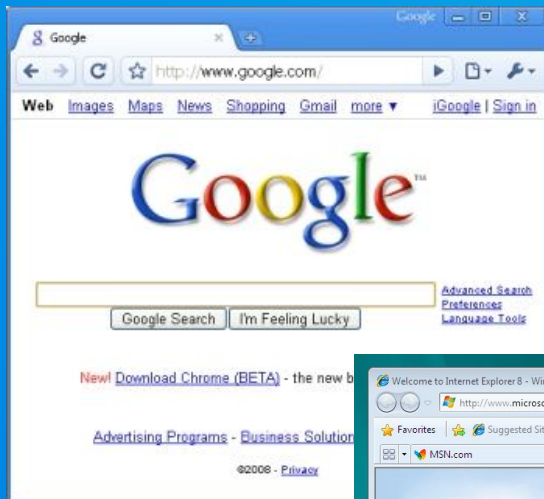 Google
Google
http://www.google.com/
Web Images Maps News Shopping Gmail more ▼ iGoogle | Sign in
Google™
Advanced Search
Preferences
Language Tools
Google Search I'm Feeling Lucky
New! Download Chrome (BETA) - the new b
Advertising Programs - Business Solution
©2008 - Privacy
Welcome to Internet Explorer 8 - Wi
http://www.microso
Favorites Suggested Sit
MSN.com